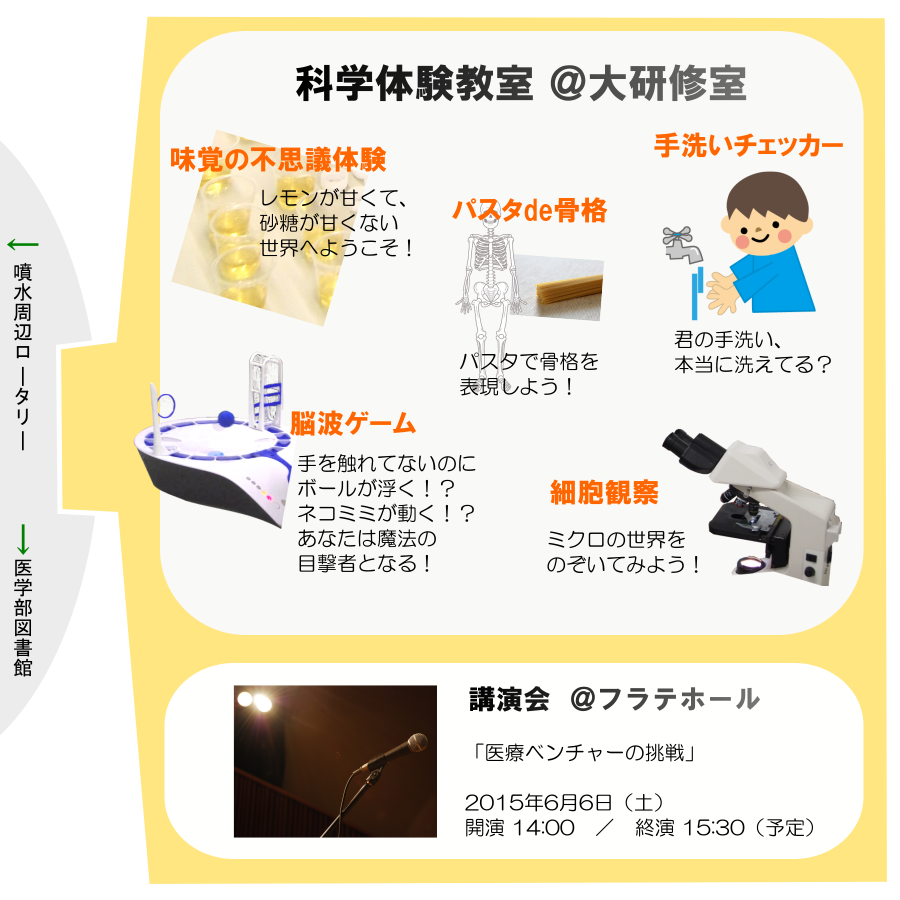 科学体験教室 @大研修室
味覚の不思議体験
レモンが甘くて、
砂糖が甘くない
世界へようこそ！
パスタde骨格
パスタで骨格を
表現しよう！
手洗いチェッカー
君の手洗い、
本当に洗えてる？
脳波ゲーム
手を触れてないのに
ボールが浮く！？
ネコミミが動く！？
あなたは魔法の
目撃者となる！
細胞観察
ミクロの世界を
のぞいてみよう！
←
噴水周辺ロータリー
↓
医学部図書館
講演会 @フラテホール
「医療ベンチャーの挑戦」
2015年6月6日（土）
開演 14:00 ／ 終演 15:30（予定）